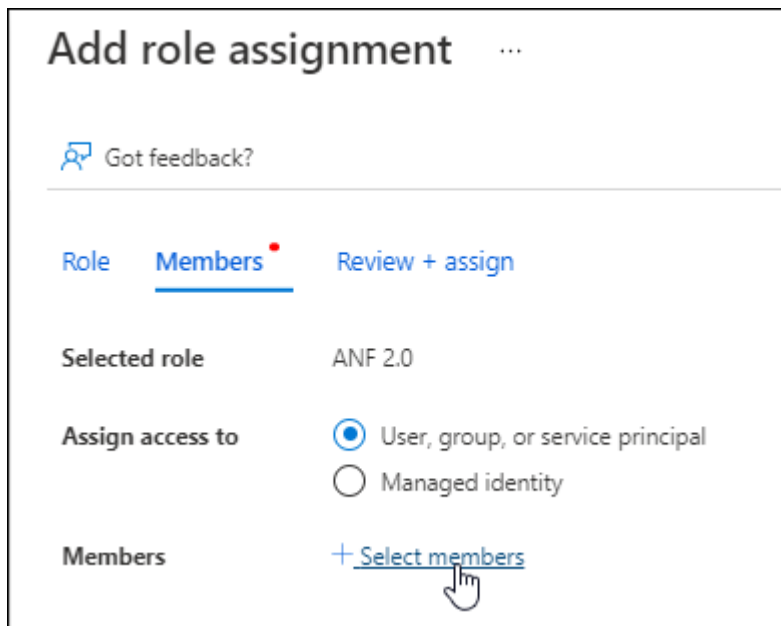 Add role assignment ...
Got feedback?
Role Members Review + assign
Selected role ANF 2.0
Assign access to User, group, or service principal
Managed identity
Members + Select members